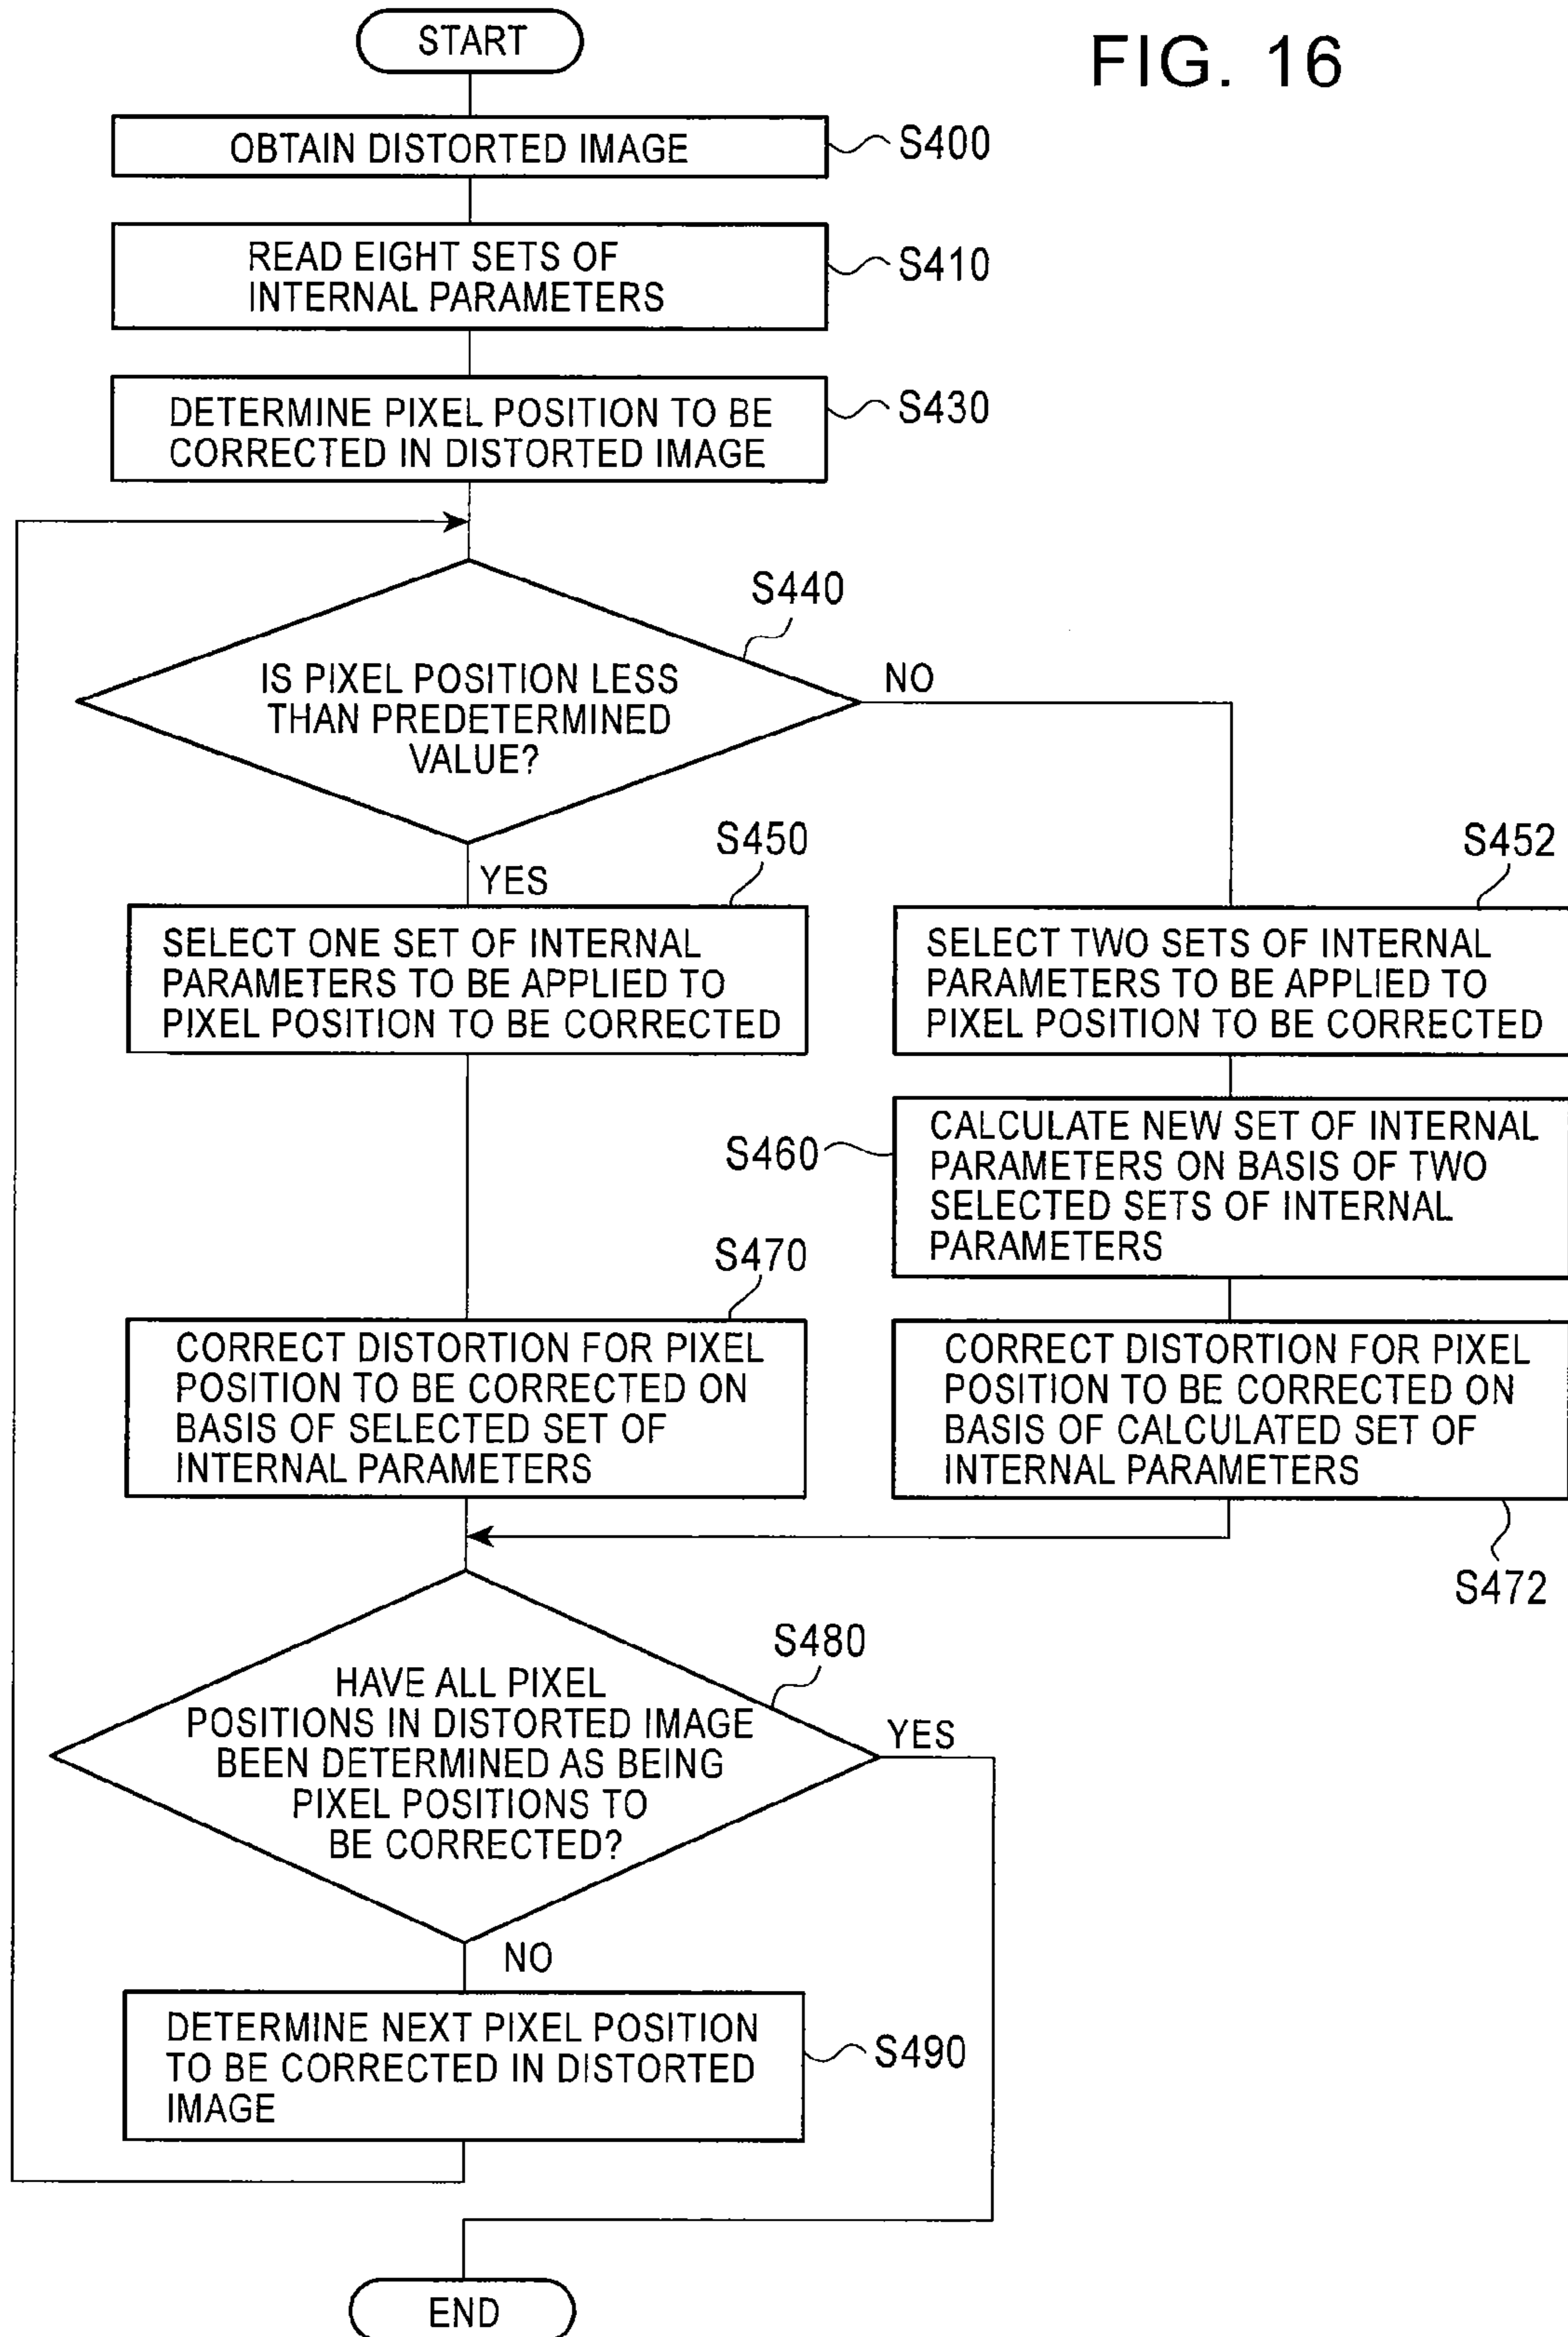 START
FIG. 16
OBTAIN DISTORTED IMAGE
S400
READ EIGHT SETS OF
INTERNAL PARAMETERS
S410
DETERMINE PIXEL POSITION TO BE
CORRECTED IN DISTORTED IMAGE
S430
S440
IS PIXEL POSITION LESS
THAN PREDETERMINED
VALUE?
NO
YES
S450
SELECT ONE SET OF INTERNAL
PARAMETERS TO BE APPLIED TO
PIXEL POSITION TO BE CORRECTED
S452
SELECT TWO SETS OF INTERNAL
PARAMETERS TO BE APPLIED TO
PIXEL POSITION TO BE CORRECTED
S460
CALCULATE NEW SET OF INTERNAL
PARAMETERS ON BASIS OF TWO
SELECTED SETS OF INTERNAL
PARAMETERS
S470
CORRECT DISTORTION FOR PIXEL
POSITION TO BE CORRECTED ON
BASIS OF SELECTED SET OF
INTERNAL PARAMETERS
CORRECT DISTORTION FOR PIXEL
POSITION TO BE CORRECTED ON
BASIS OF CALCULATED SET OF
INTERNAL PARAMETERS
S472
S480
HAVE ALL PIXEL
POSITIONS IN DISTORTED IMAGE
BEEN DETERMINED AS BEING
PIXEL POSITIONS TO
BE CORRECTED?
YES
NO
DETERMINE NEXT PIXEL POSITION
TO BE CORRECTED IN DISTORTED
IMAGE
S490
END